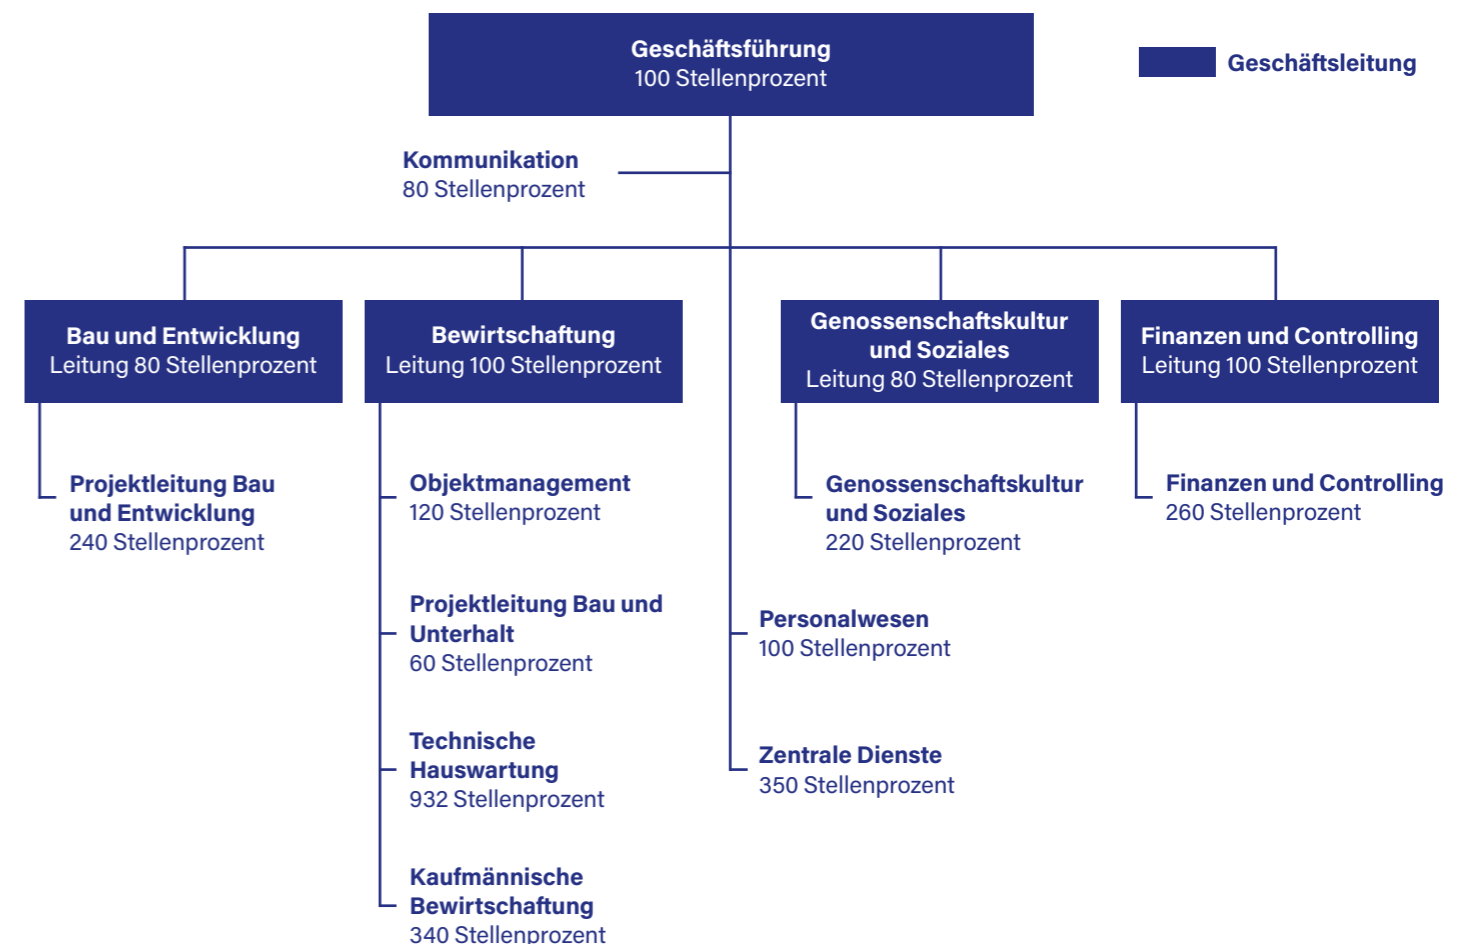 Geschäftsführung
100 Stellenprozent
Geschäftsleitung
Kommunikation
80 Stellenprozent
Bau und Entwicklung
Leitung 80 Stellenprozent
Bewirtschaftung
Leitung 100 Stellenprozent
Genossenschaftskultur
und Soziales
Leitung 80 Stellenprozent
Finanzen und Controlling
Leitung 100 Stellenprozent
Projektleitung Bau
und Entwicklung
240 Stellenprozent
Objektmanagement
120 Stellenprozent
Projektleitung Bau und
Unterhalt
60 Stellenprozent
Technische
Hauswartung
932 Stellenprozent
Kaufmännische
Bewirtschaftung
340 Stellenprozent
Genossenschaftskultur
und Soziales
220 Stellenprozent
Finanzen und Controlling
260 Stellenprozent
Personalwesen
100 Stellenprozent
Zentrale Dienste
350 Stellenprozent